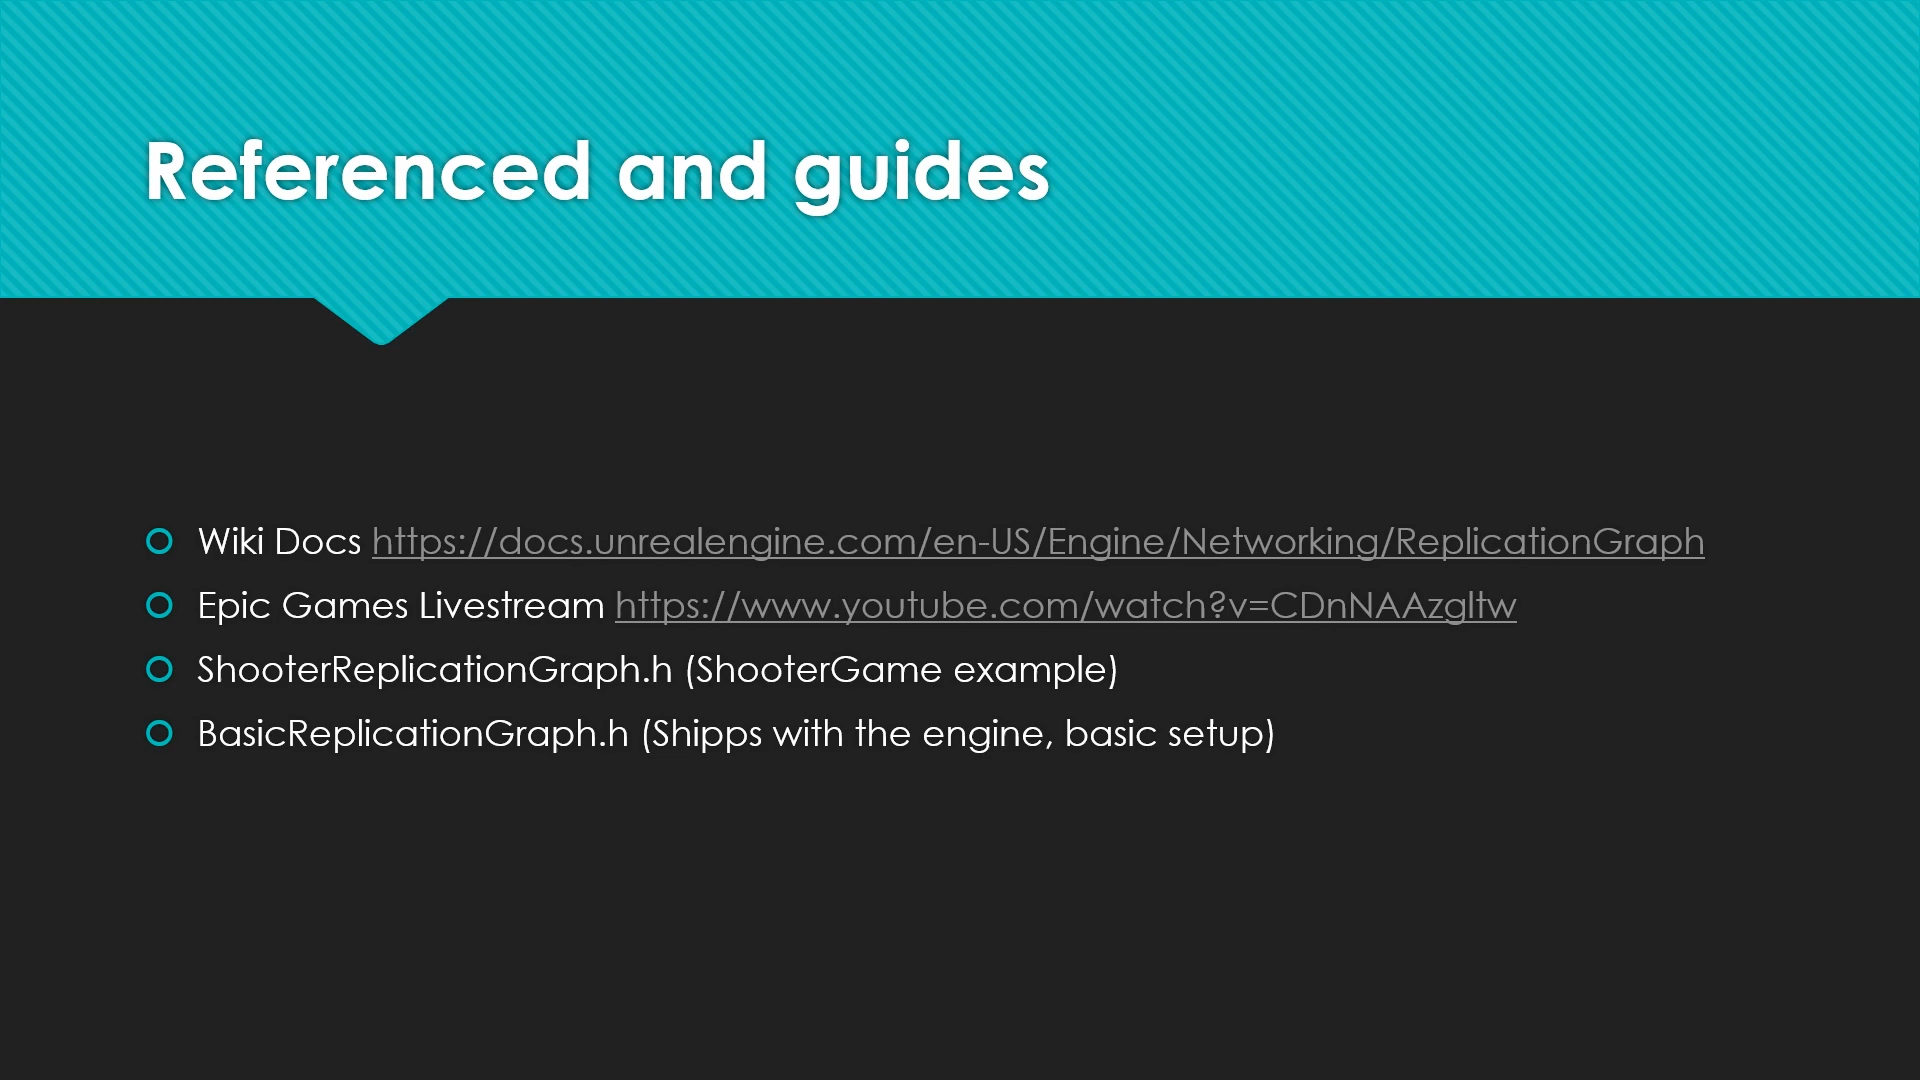 Referenced and guides
Wiki Docs https://docs.unrealengine.com/en-US/Engine/Networking/ReplicationGraph
Epic Games Livestream https://www.youtube.com/watch?v=CDnNAAzgltw
ShooterReplicationGraph.h (ShooterGame example)
BasicReplicationGraph.h (Shipps with the engine, basic setup)